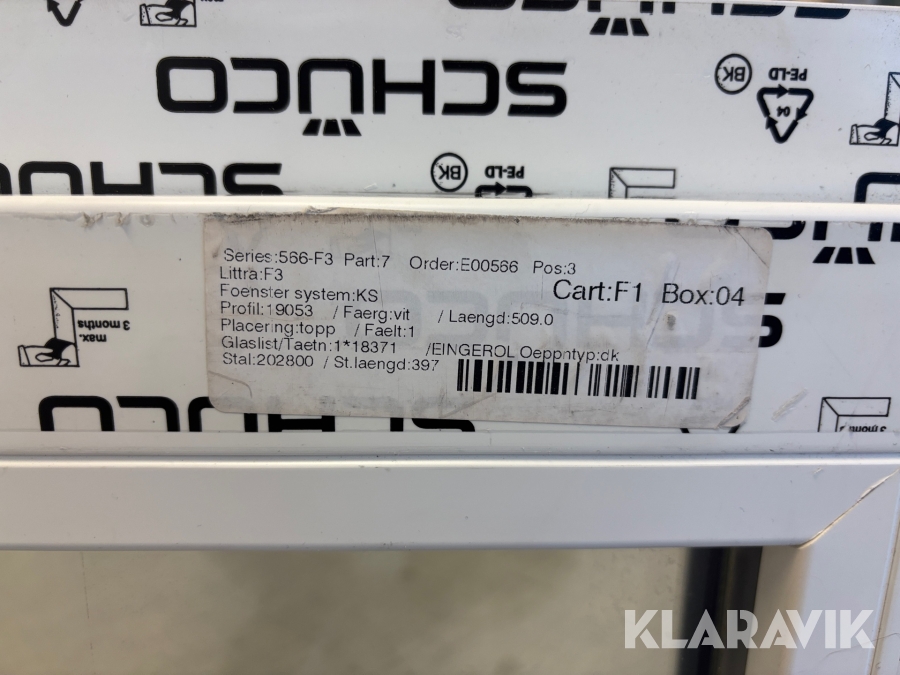 SCHÜCO
SCHÜCO
BK
PE-LD
04
BK
PE-LD
SCHÜCO
Series:566-F3 Part:7 Order:E00566 Pos:3
Littra:F3
Cart:F1 Box:04
Foenster system:KS
Profil:19053 / Faerg:vit / Laengd:509.0
Placering:topp / Faelt:1
Glaslist/Taetn:1*18371 /EINGEROL Oeppntyp:dk
Stal:202800 / St.laengd:397
max.
3 months
SCHÜCO
3 months
KLARAVIK